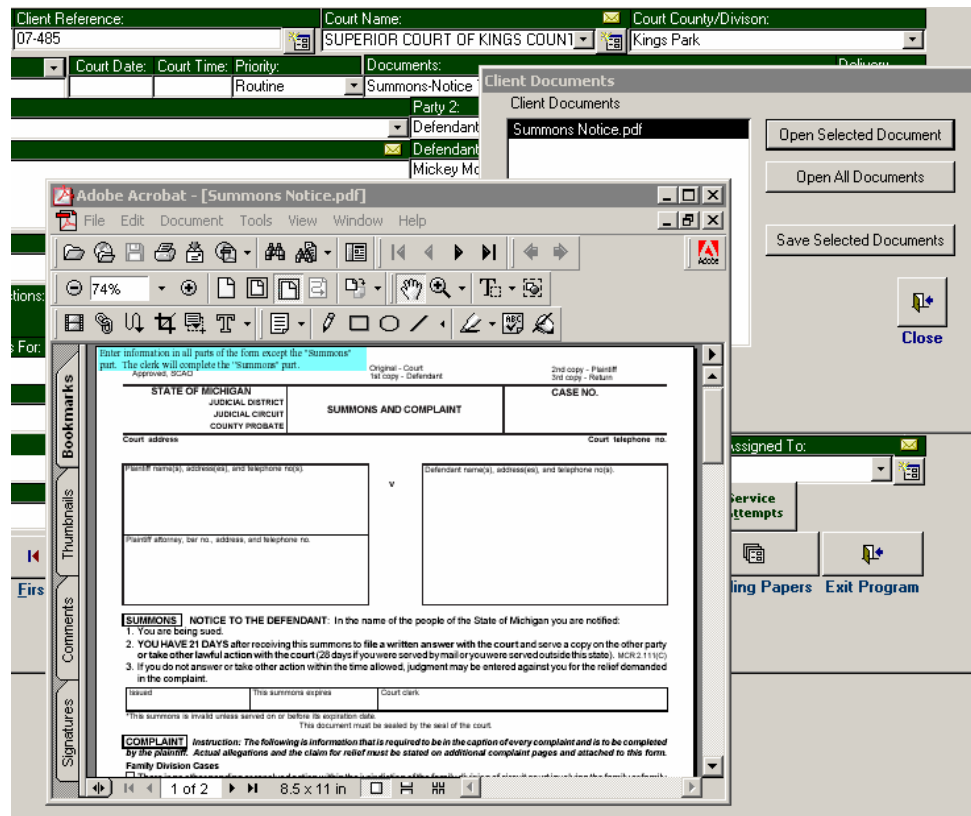 Client Reference:
Court Name:
Court County/Divison:
07-485
SUPERIOR COURT OF KINGS COUNT
Kings Park
Court Date:
Court Time:
Priority:
Documents:
Delivery
Routine
Summons-Notice
Party 2:
Defendant
Defendant
Mickey Mo
Client Documents
Client Documents
Summons Notice.pdf
Open Selected Document
Open All Documents
Save Selected Documents
Close
ctions:
s For:
Adobe Acrobat - [Summons Notice.pdf]
File Edit Document Tools View Window Help
Adobe
74%
Bookmarks
Thumbnails
Comments
Signatures
Enter information in all parts of the form except the "Summons"
part. The clerk will complete the "Summons" part.
Approved, SCAO
Original - Court
1st copy - Defendant
2nd copy - Plaintiff
3rd copy - Return
STATE OF MICHIGAN
JUDICIAL DISTRICT
JUDICIAL CIRCUIT
COUNTY PROBATE
SUMMONS AND COMPLAINT
CASE NO.
Court address
Court telephone no.
Plaintiff name(s), address(es), and telephone no(s).
v
Defendant name(s), address(es), and telephone no(s).
Plaintiff attorney, bar no., address, and telephone no.
SUMMONS NOTICE TO THE DEFENDANT: In the name of the people of the State of Michigan you are notified:
1. You are being sued.
2. YOU HAVE 21 DAYS after receiving this summons to file a written answer with the court and serve a copy on the other party
or take other lawful action with the court (28 days if you were served by mail or you were served outside this state). MCR 2.111(C)
3. If you do not answer or take other action within the time allowed, judgment may be entered against you for the relief demanded
in the complaint.
Issued
This summons expires
Court clerk
*This summons is invalid unless served on or before its expiration date.
This document must be sealed by the seal of the court.
COMPLAINT Instruction: The following is information that is required to be in the caption of every complaint and is to be completed
by the plaintiff. Actual allegations and the claim for relief must be stated on additional complaint pages and attached to this form.
Family Division Cases
1 of 2
8.5 x 11 in
Assigned To:
Service
Attempts
Firs
ding Papers
Exit Program